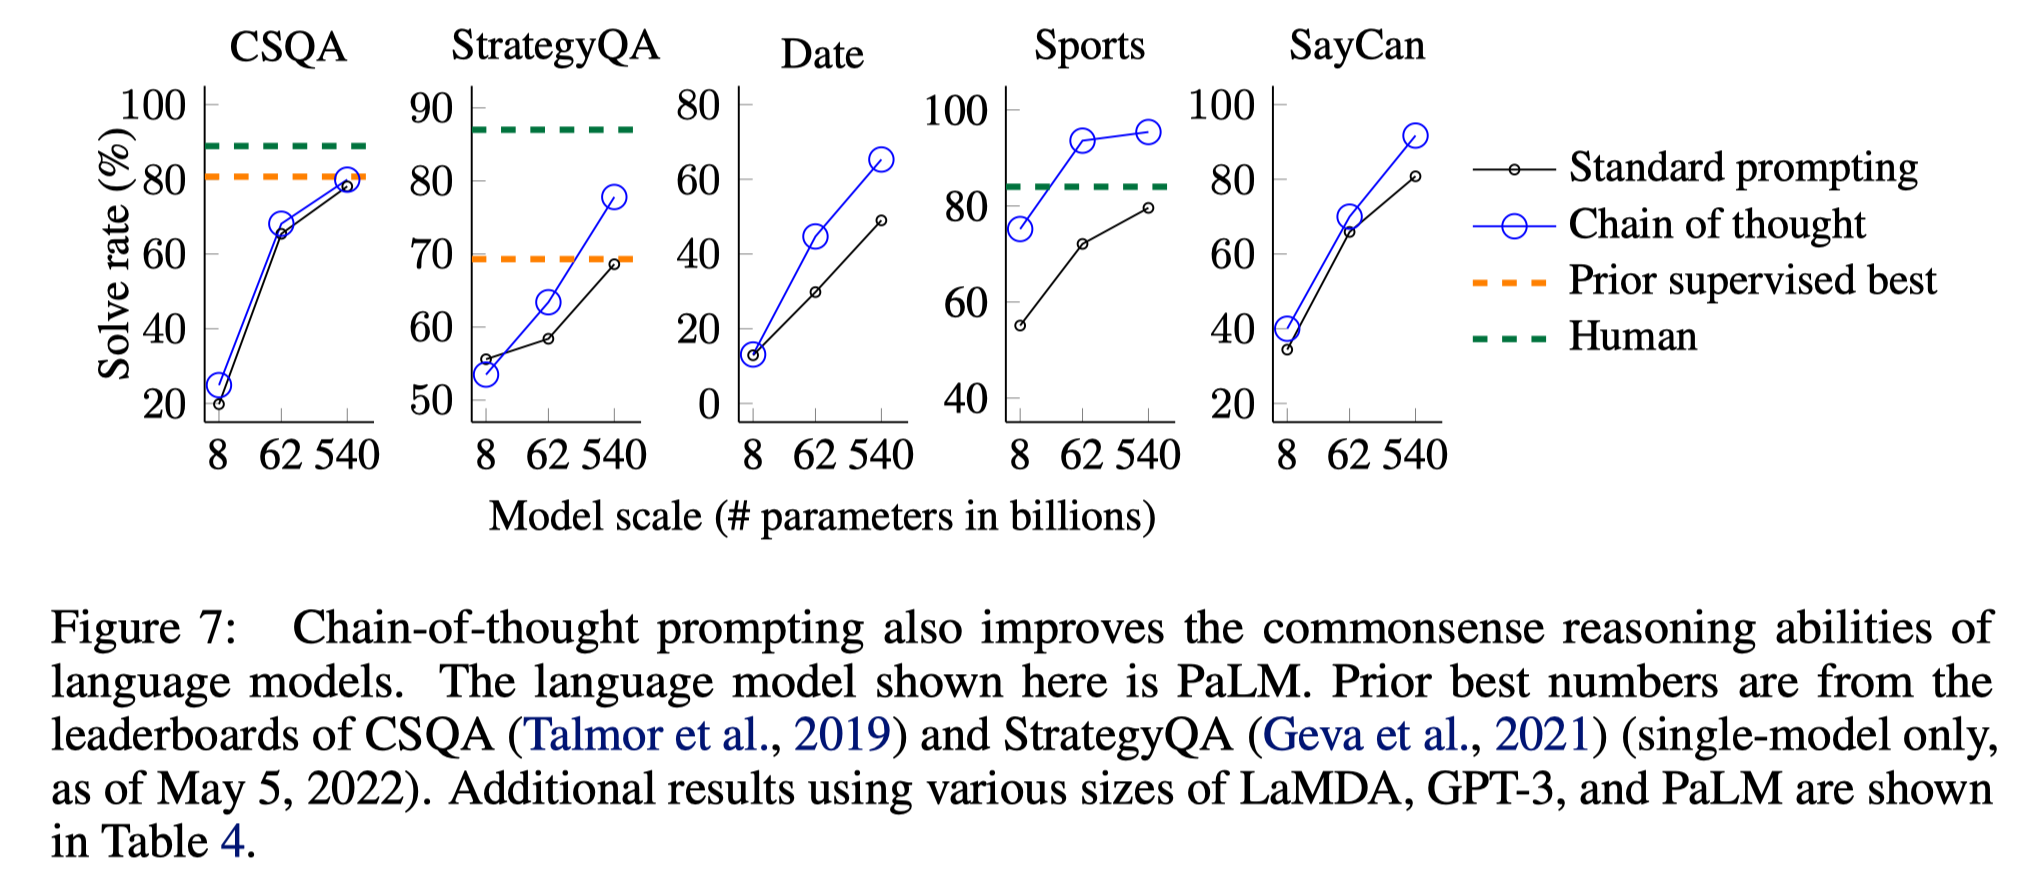 CSQA StrategyQA Date Sports SayCan
Solve rate (%)
100
80
60
40
20
8 62 540
90
80
70
60
50
8 62 540
80
60
40
20
0
8 62 540
100
80
60
40
8 62 540
100
80
60
40
20
8 62 540
Model scale (# parameters in billions)
Standard prompting
Chain of thought
Prior supervised best
Human
Figure 7: Chain-of-thought prompting also improves the commonsense reasoning abilities of
language models. The language model shown here is PaLM. Prior best numbers are from the
leaderboards of CSQA (Talmor et al., 2019) and StrategyQA (Geva et al., 2021) (single-model only,
as of May 5, 2022). Additional results using various sizes of LaMDA, GPT-3, and PaLM are shown
in Table 4.